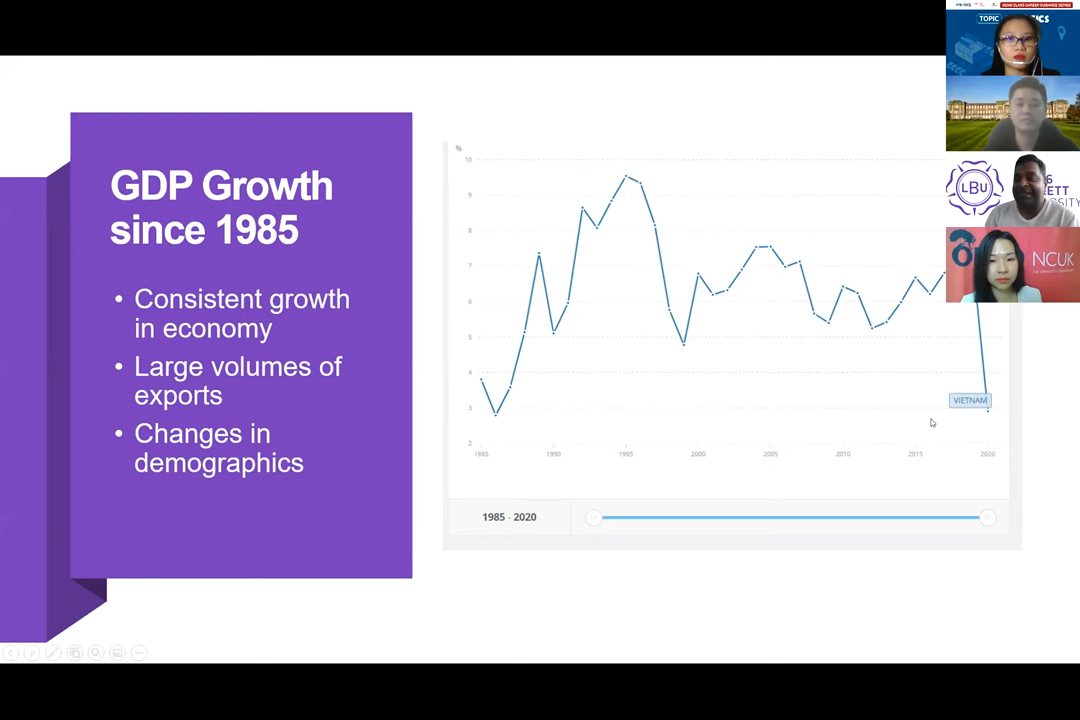 GDP Growth
since 1985
• Consistent growth
in economy
• Large volumes of
exports
• Changes in
demographics
%
10
9
8
7
6
5
4
3
2
1985
1990
1995
2000
2005
2010
2015
2020
VIETNAM
1985 - 2020
TOPIC
LBU
NCUK